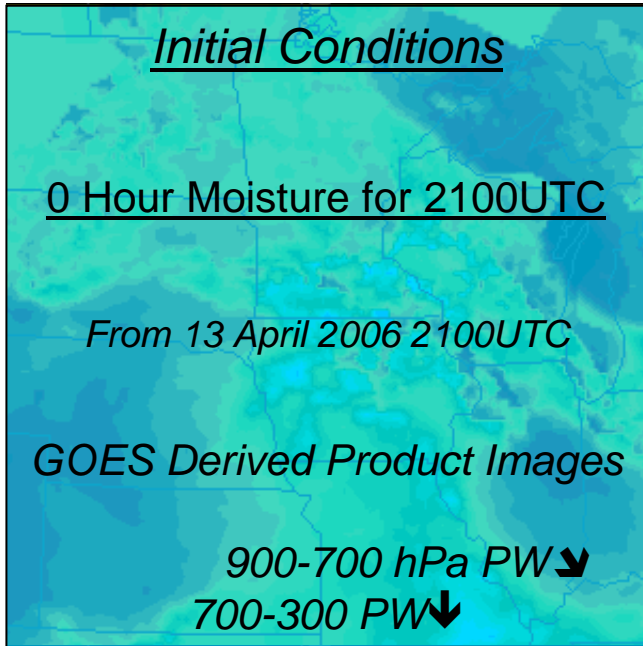 Initial Conditions
0 Hour Moisture for 2100UTC
From 13 April 2006 2100UTC
GOES Derived Product Images
900-700 hPa PW
700-300 PW